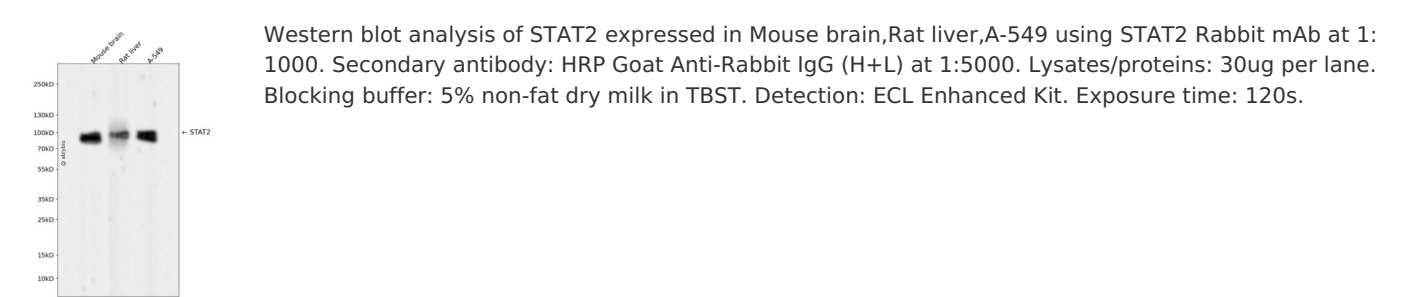 Mouse brain
Rat liver
A-549
250kD
130kD
100kD
70kD
55kD
35kD
25kD
15kD
10kD
← STAT2
@ abydos
Western blot analysis of STAT2 expressed in Mouse brain,Rat liver,A-549 using STAT2 Rabbit mAb at 1:
1000. Secondary antibody: HRP Goat Anti-Rabbit IgG (H+L) at 1:5000. Lysates/proteins: 30ug per lane.
Blocking buffer: 5% non-fat dry milk in TBST. Detection: ECL Enhanced Kit. Exposure time: 120s.